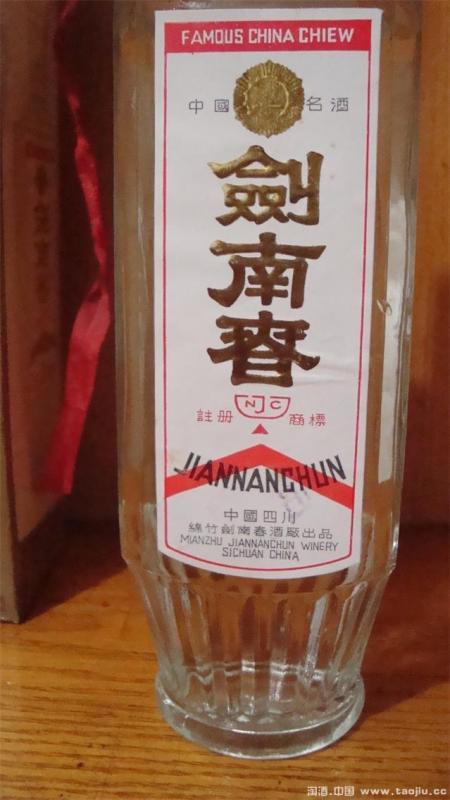 FAMOUS CHINA CHIEW
中國名酒
劍南春
NJC
註册商標
JIANNANCHUN
中國四川
綿竹劍南春酒厰出品
MIANZHU JIANNANCHUN WINERY
SICHUAN CHINA
淘酒.中国 www.taojiu.cc